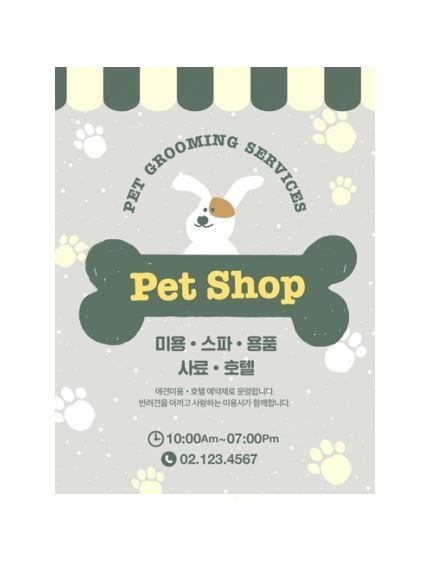 PET GROOMING SERVICES
Pet Shop
미용 • 스파 • 용품
사료 • 호텔
애견미용 • 호텔 예약제로 운영합니다.
반려견을 아끼고 사랑하는 미용사가 함께합니다.
10:00Am~07:00Pm
02.123.4567